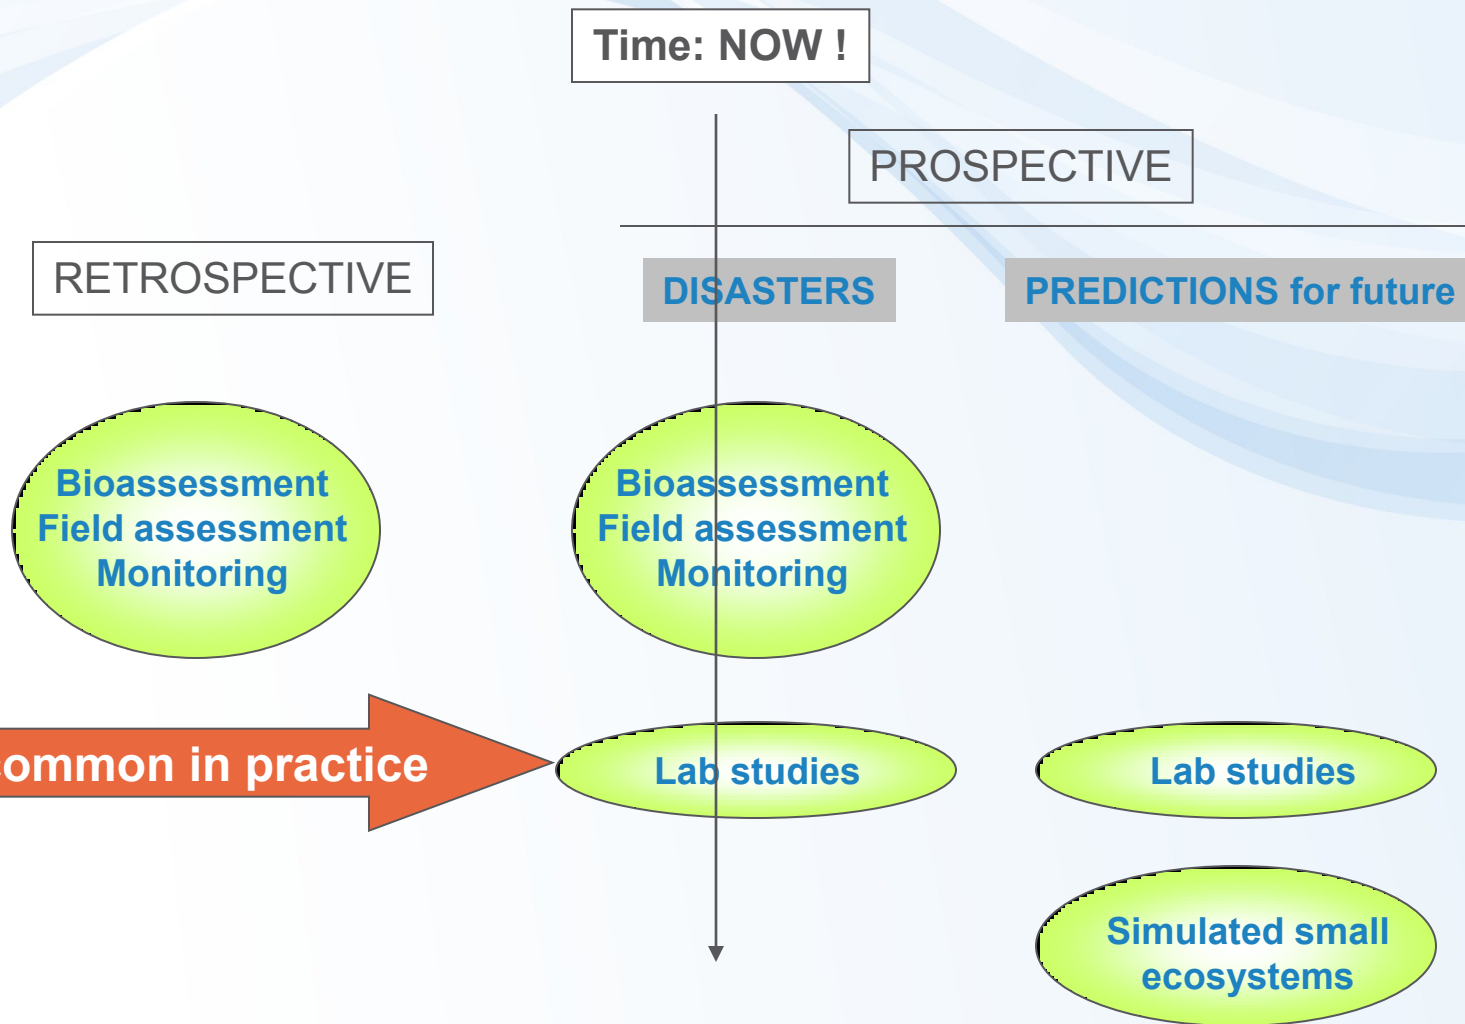 Time: NOW !
PROSPECTIVE
RETROSPECTIVE
DISASTERS
PREDICTIONS for future
Bioassessment
Field assessment
Monitoring
Bioassessment
Field assessment
Monitoring
common in practice
Lab studies
Lab studies
Simulated small
ecosystems